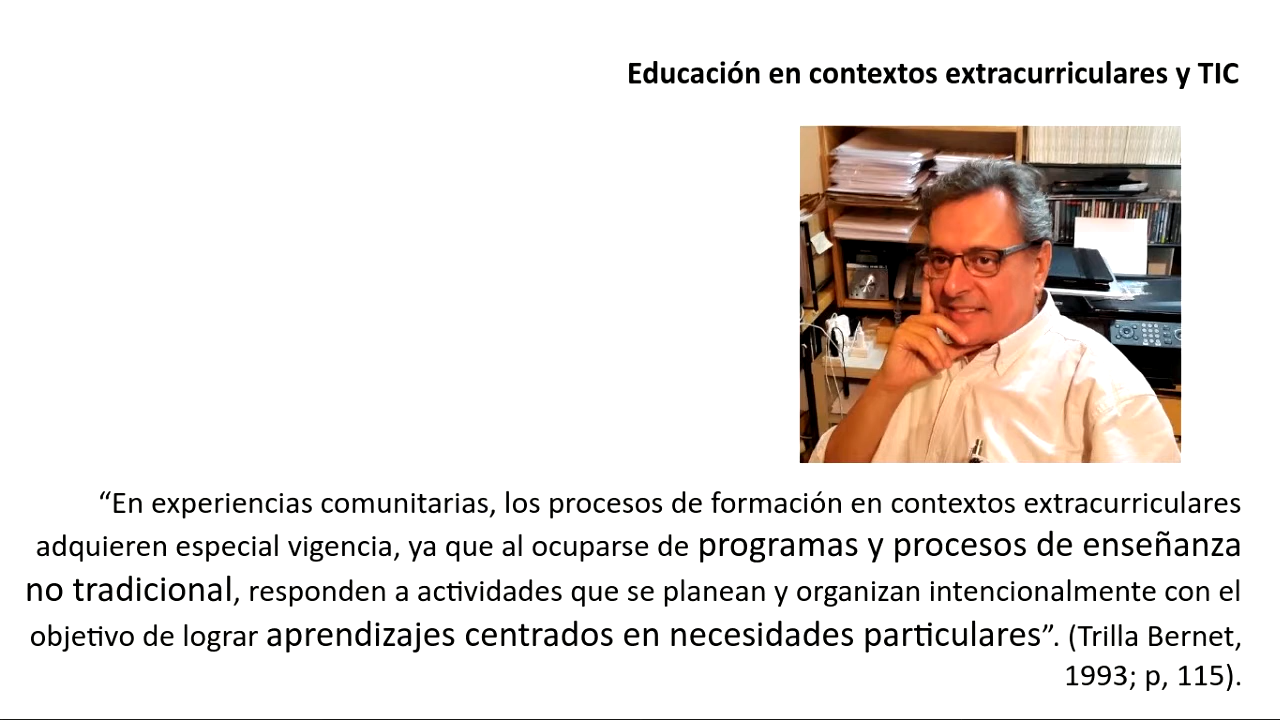 Educación en contextos extracurriculares y TIC
“En experiencias comunitarias, los procesos de formación en contextos extracurriculares
adquieren especial vigencia, ya que al ocuparse de programas y procesos de enseñanza
no tradicional, responden a actividades que se planean y organizan intencionalmente con el
objetivo de lograr aprendizajes centrados en necesidades particulares”. (Trilla Bernet,
1993; p, 115).